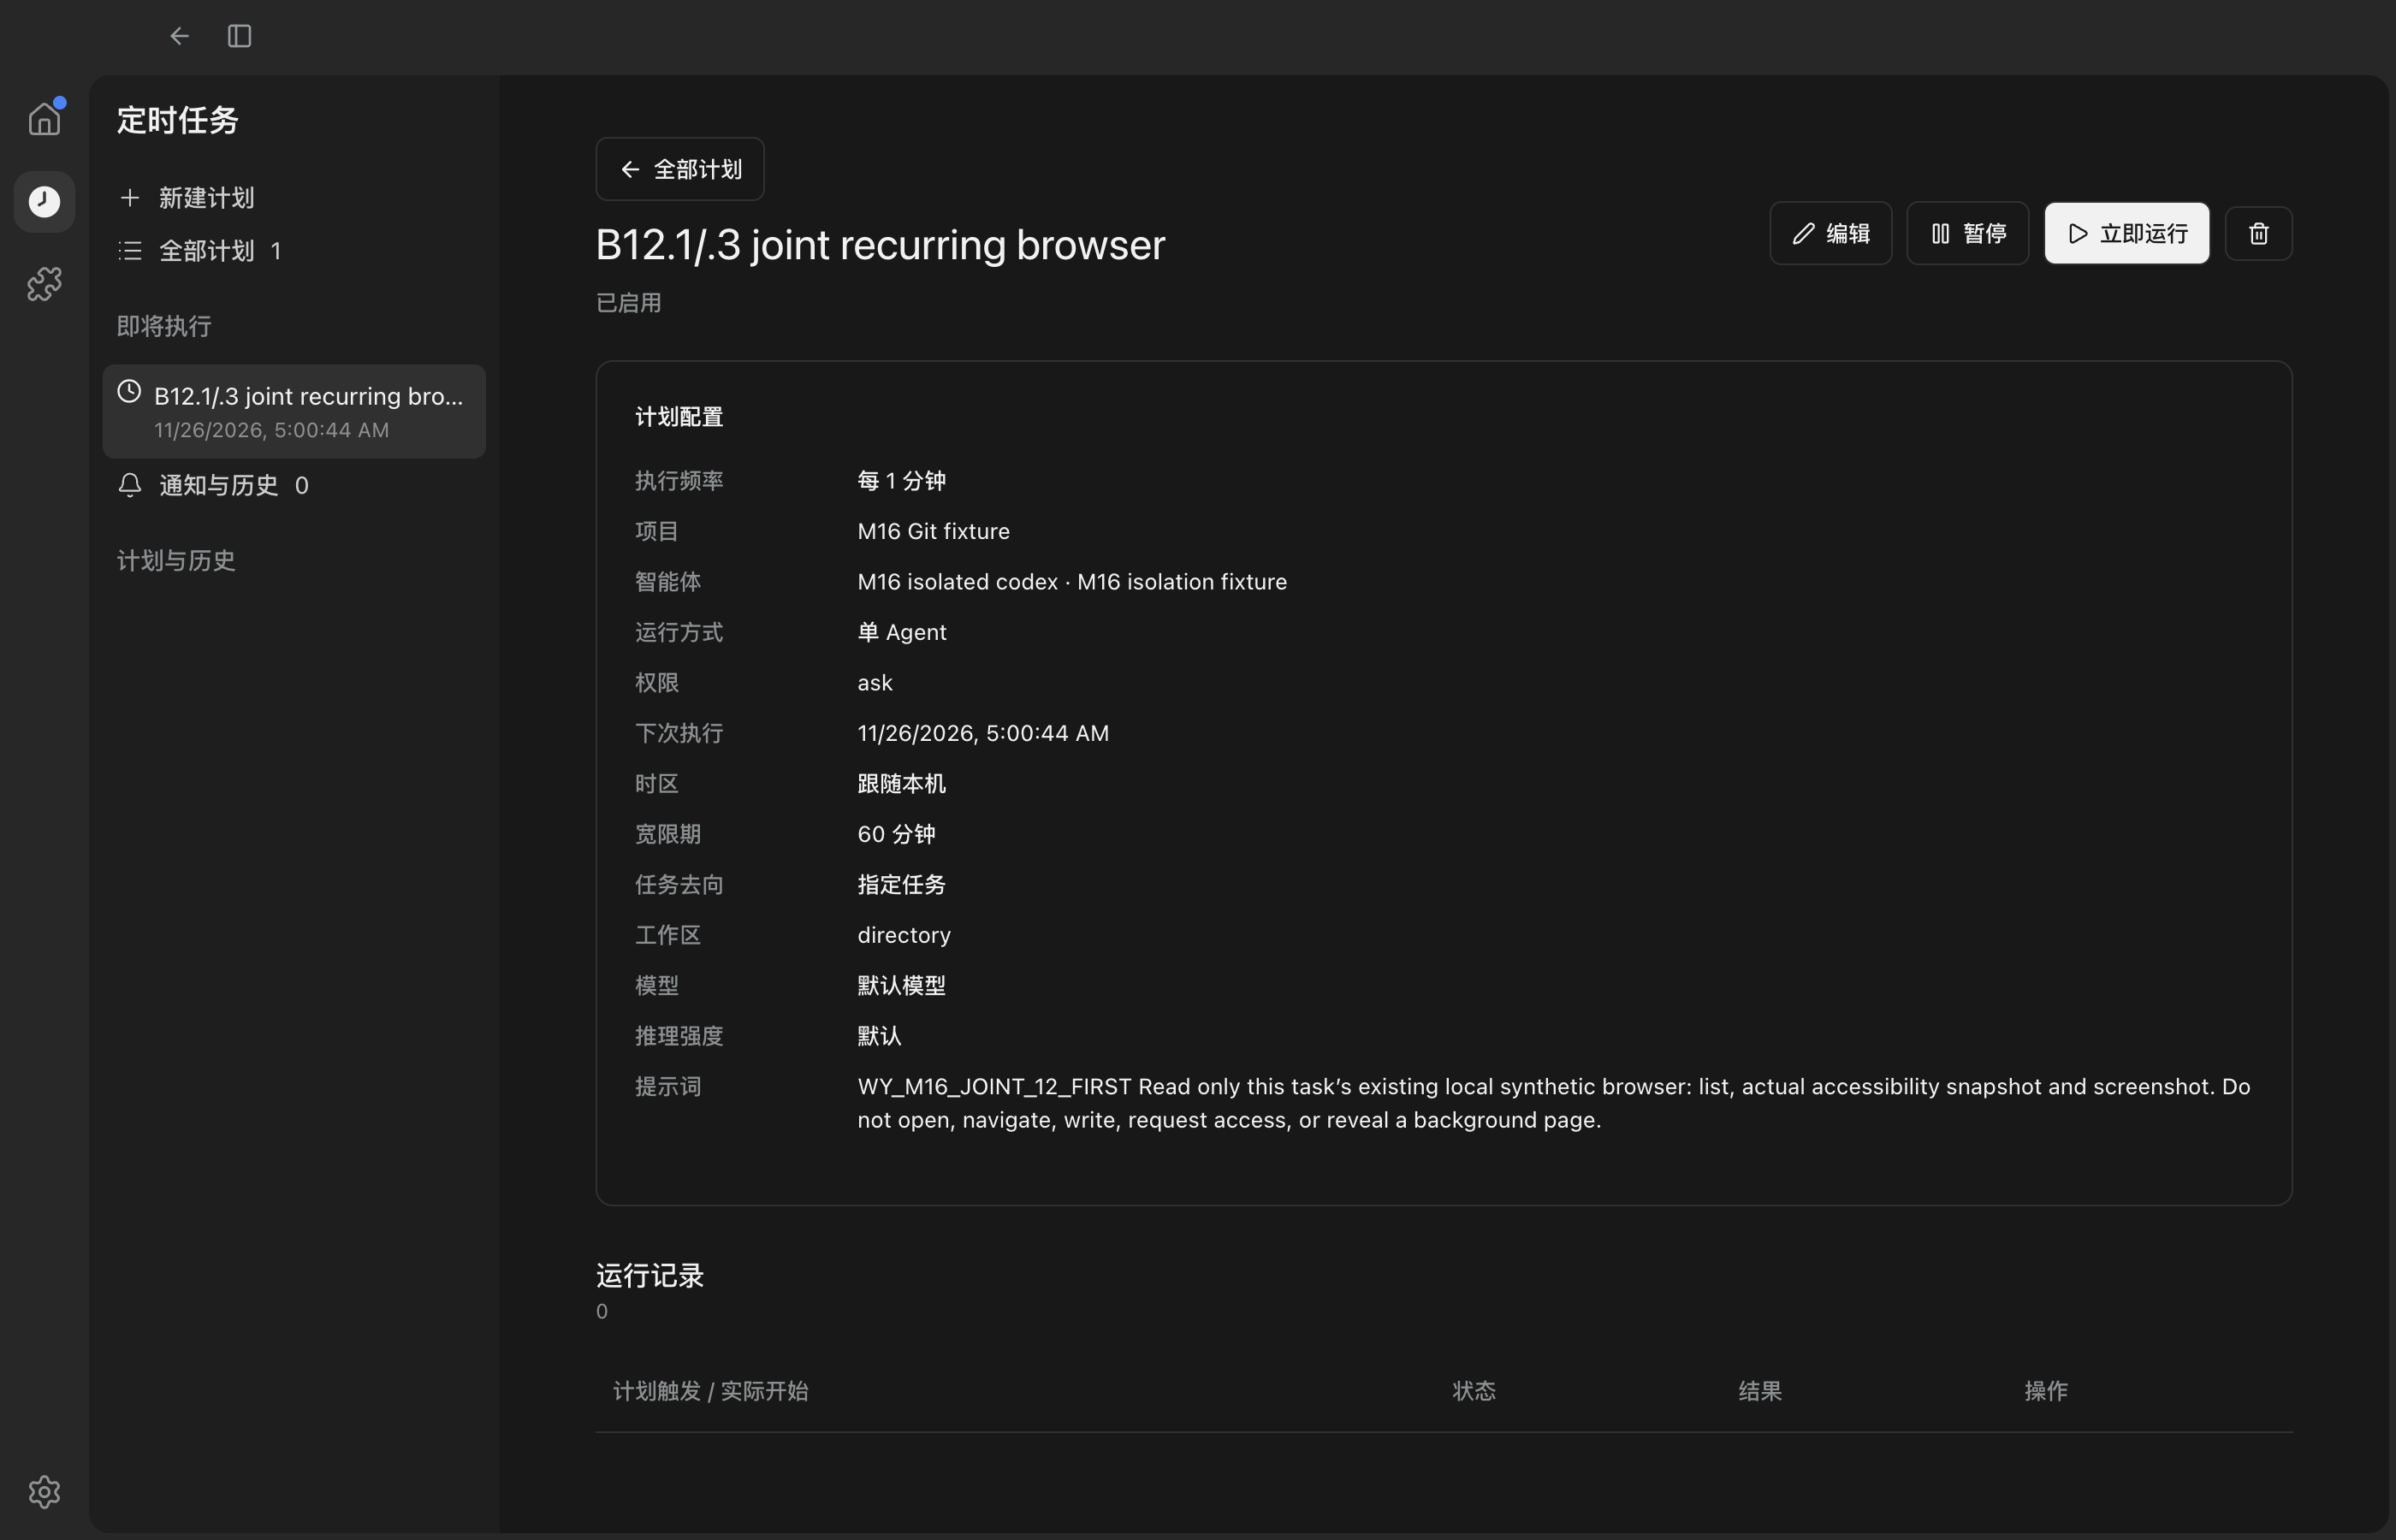 定时任务
新建计划
全部计划 1
即将执行
B12.1/.3 joint recurring bro...
11/26/2026, 5:00:44 AM
通知与历史 0
计划与历史
全部计划
B12.1/.3 joint recurring browser
已启用
编辑
暂停
立即运行
计划配置
执行频率 每 1 分钟
项目 M16 Git fixture
智能体 M16 isolated codex · M16 isolation fixture
运行方式 单 Agent
权限 ask
下次执行 11/26/2026, 5:00:44 AM
时区 跟随本机
宽限期 60 分钟
任务去向 指定任务
工作区 directory
模型 默认模型
推理强度 默认
提示词 WY_M16_JOINT_12_FIRST Read only this task’s existing local synthetic browser: list, actual accessibility snapshot and screenshot. Do
not open, navigate, write, request access, or reveal a background page.
运行记录
0
计划触发 / 实际开始 状态 结果 操作